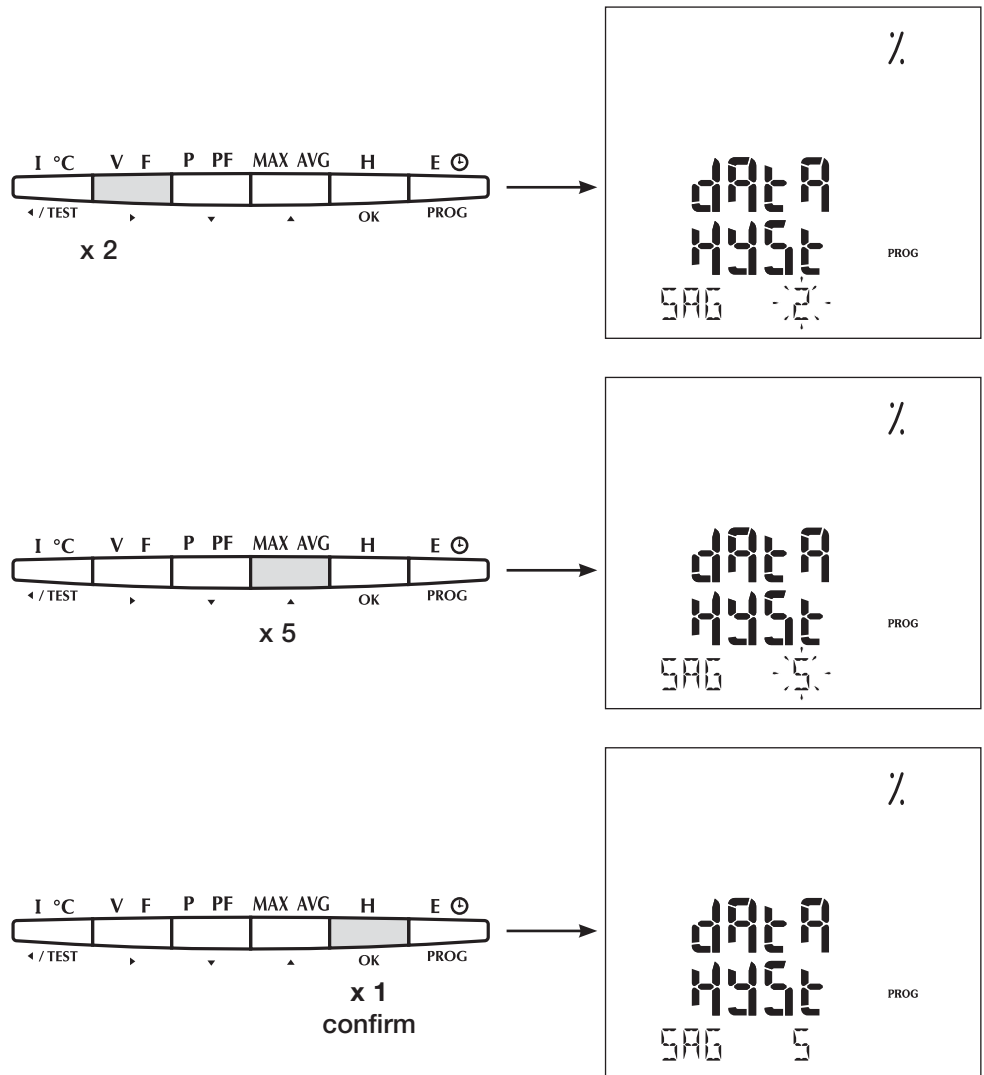 %
I °C V F P PF MAX AVG H E
/ TEST OK PROG
x 2
dAtA
HySt
PROG
SAG 2
%
I °C V F P PF MAX AVG H E
/ TEST OK PROG
x 5
dAtA
HySt
PROG
SAG 5
%
I °C V F P PF MAX AVG H E
/ TEST OK PROG
x 1
confirm
dAtA
HySt
PROG
SAG 5